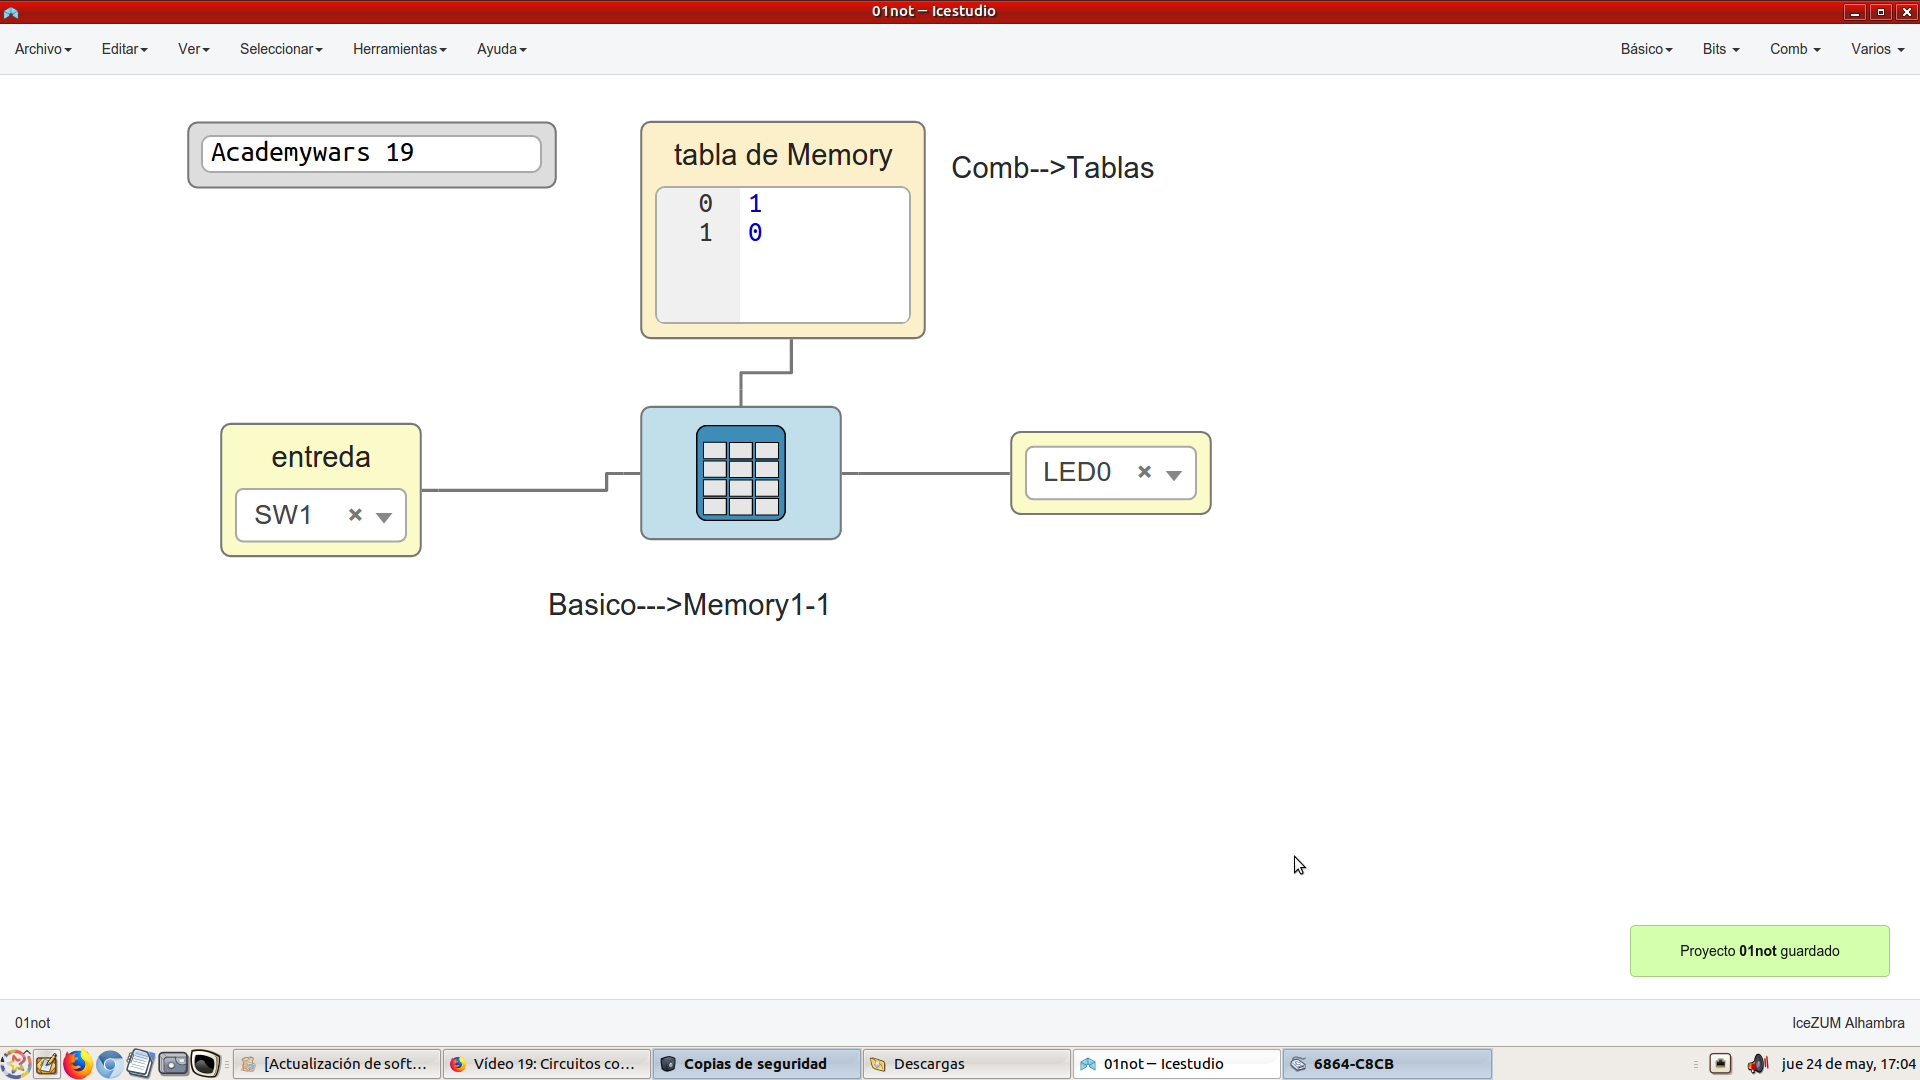 01not — Icestudio
Archivo Editar Ver Seleccionar Herramientas Ayuda Básico Bits Comb Varios
Academywars 19
tabla de Memory
0 1
1 0
Comb-->Tablas
entreda
SW1
LED0
Basico--->Memory1-1
Proyecto 01not guardado
01not IceZUM Alhambra
[Actualización de soft... Vídeo 19: Circuitos co... Copias de seguridad Descargas 01not — Icestudio 6864-C8CB jue 24 de may, 17:04